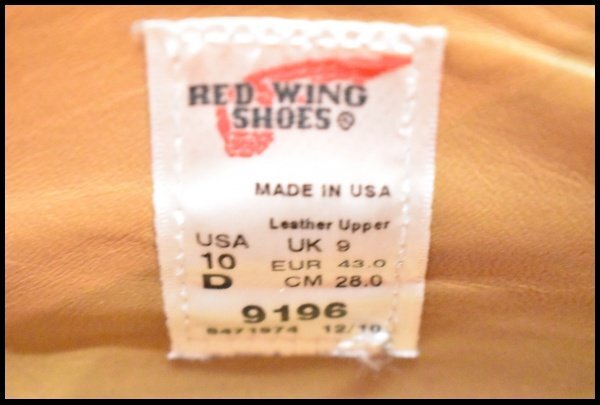 RED WING
SHOES
MADE IN USA
Leather Upper
USA UK 9
10 EUR 43.0
D CM 28.0
9196
8471974 12/10